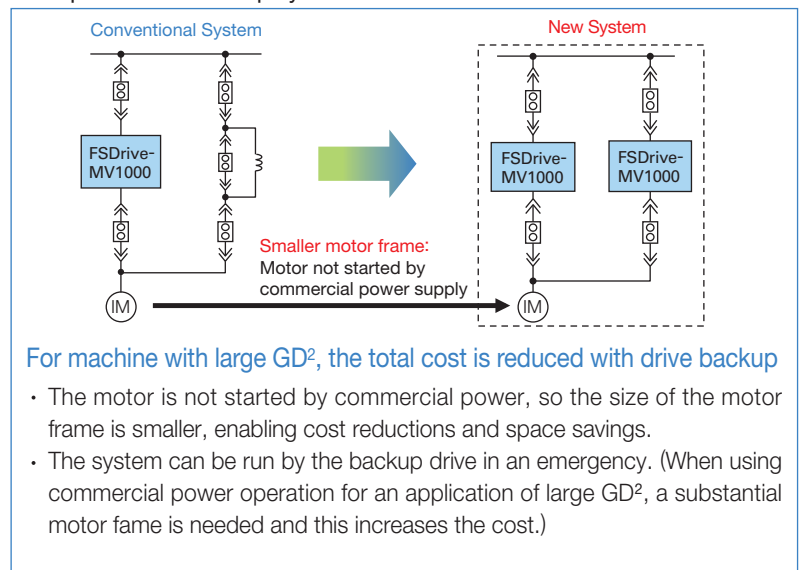 Conventional System
New System
FSDrive-
MV1000
FSDrive-
MV1000
FSDrive-
MV1000
Smaller motor frame:
Motor not started by
commercial power supply
IM
IM
For machine with large GD², the total cost is reduced with drive backup
・The motor is not started by commercial power, so the size of the motor
frame is smaller, enabling cost reductions and space savings.
・The system can be run by the backup drive in an emergency. (When using
commercial power operation for an application of large GD², a substantial
motor fame is needed and this increases the cost.)